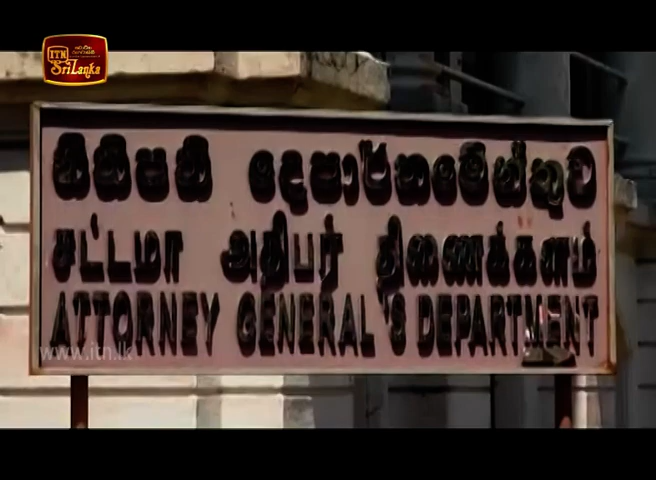 ITN
SriLanka
නීතිපති දෙපාර්තමේන්තුව
சட்டமா அதிபர் திணைக்களம்
ATTORNEY GENERAL'S DEPARTMENT
www.itn.lk